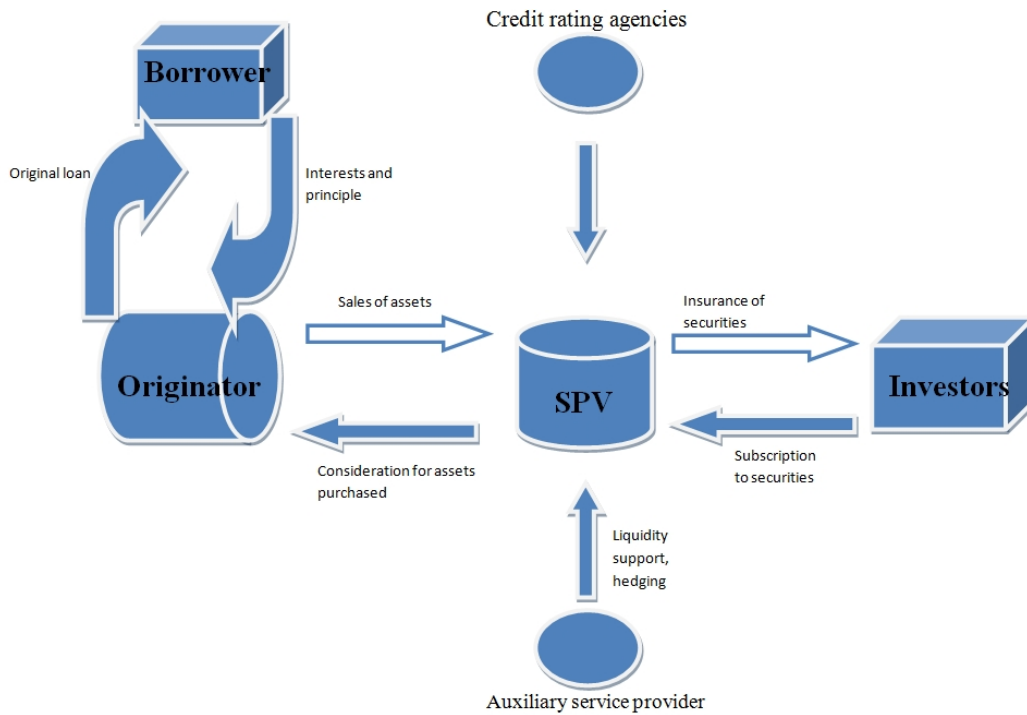 Credit rating agencies
Borrower
Original loan
Interests and
principle
Sales of assets
Insurance of
securities
Originator
SPV
Investors
Consideration for assets
purchased
Subscription
to securities
Liquidity
support,
hedging
Auxiliary service provider